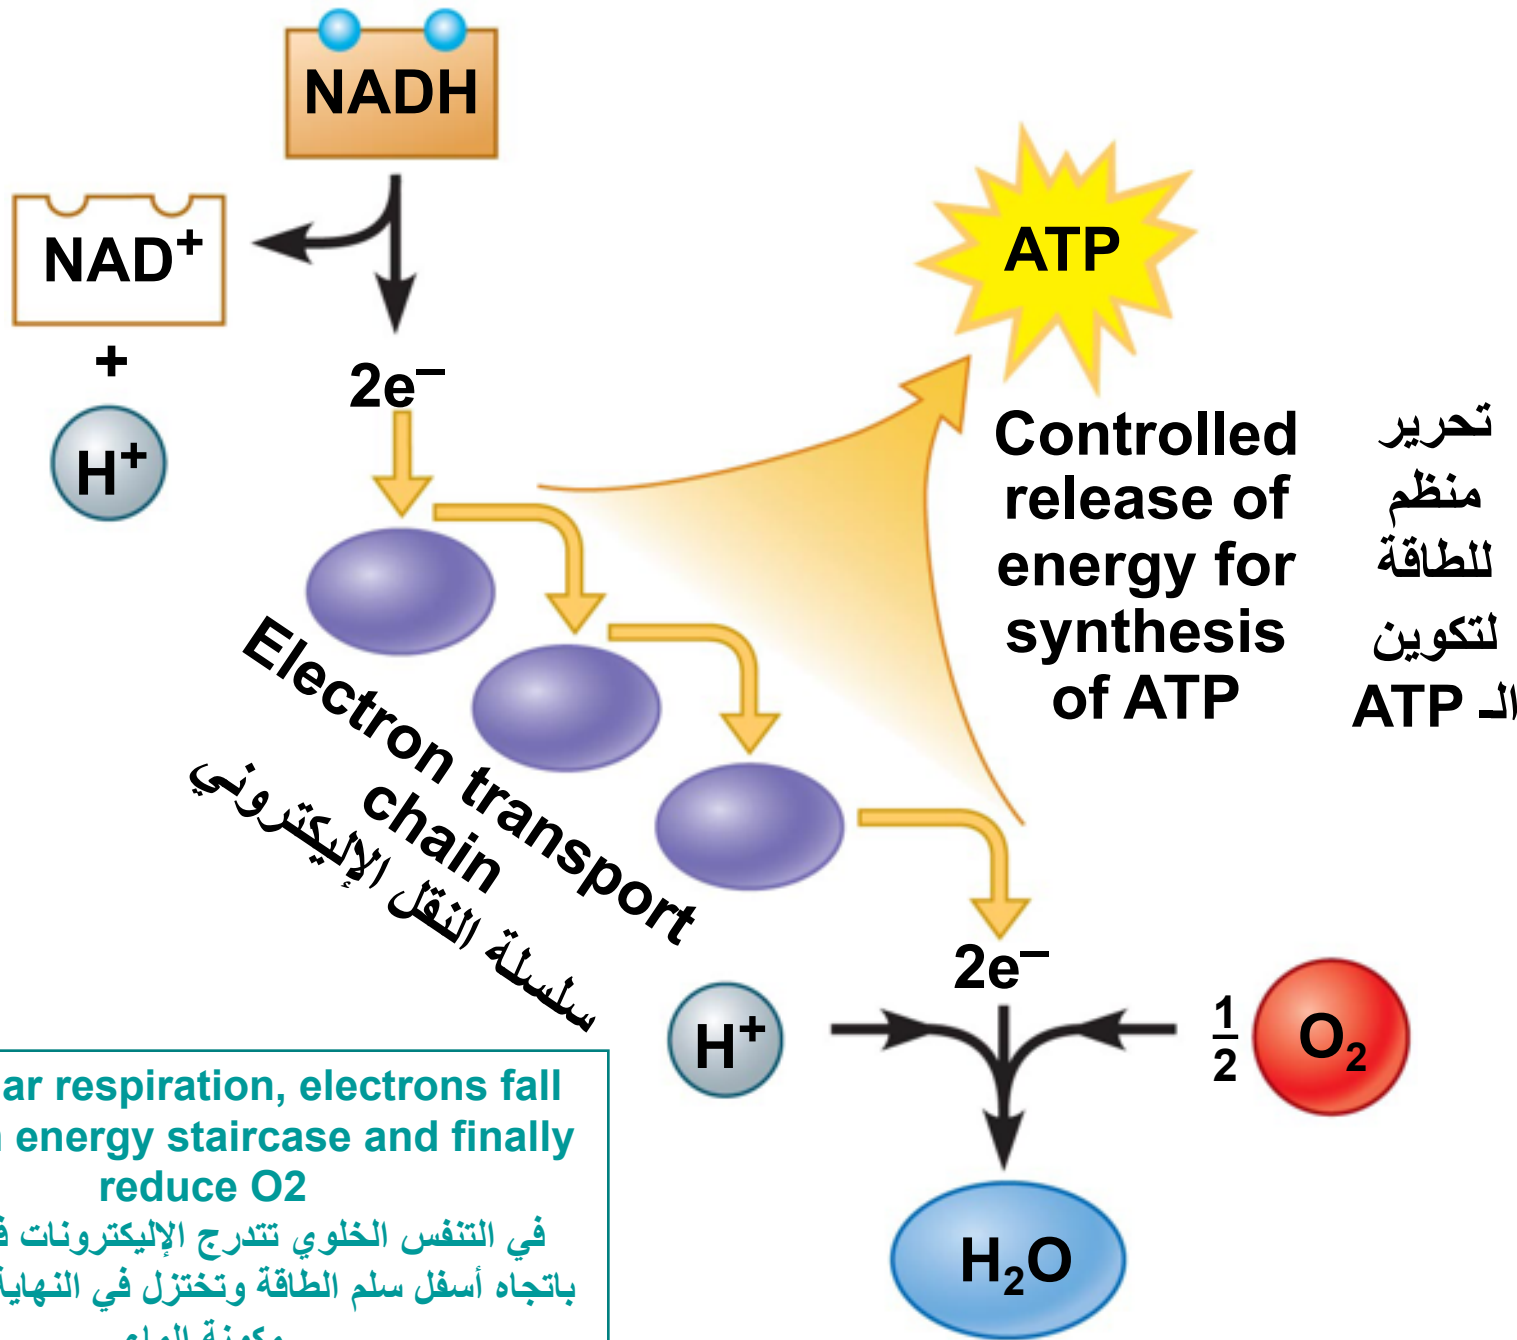 NADH
NAD⁺
+
H⁺
2e⁻
ATP
Controlled
release of
energy for
synthesis
of ATP
تحرير
منظم
للطاقة
لتكوين
الـ ATP
Electron transport
chain
سلسلة النقل الإليكتروني
2e⁻
H⁺
1/2
O₂
H₂O
respiration, electrons fall
energy staircase and finally
reduce O2
في التنفس الخلوي تتدرج الإليكترونات
باتجاه أسفل سلم الطاقة وتختزل في النهاية